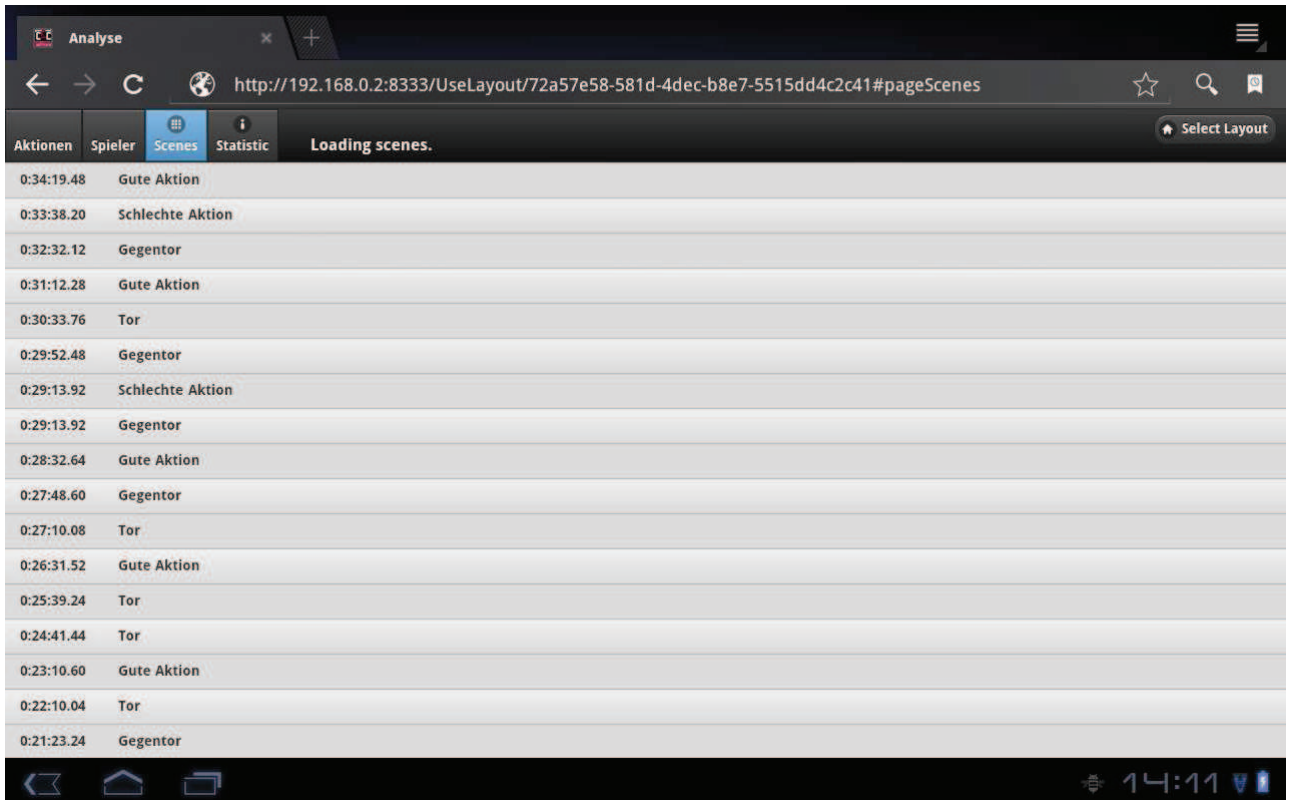 Analyse
http://192.168.0.2:8333/UseLayout/72a57e58-581d-4dec-b8e7-5515dd4c2c41#pageScenes
Aktionen Spieler Scenes Statistic Loading scenes. Select Layout
0:34:19.48 Gute Aktion
0:33:38.20 Schlechte Aktion
0:32:32.12 Gegentor
0:31:12.28 Gute Aktion
0:30:33.76 Tor
0:29:52.48 Gegentor
0:29:13.92 Schlechte Aktion
0:29:13.92 Gegentor
0:28:32.64 Gute Aktion
0:27:48.60 Gegentor
0:27:10.08 Tor
0:26:31.52 Gute Aktion
0:25:39.24 Tor
0:24:41.44 Tor
0:23:10.60 Gute Aktion
0:22:10.04 Tor
0:21:23.24 Gegentor
14:11